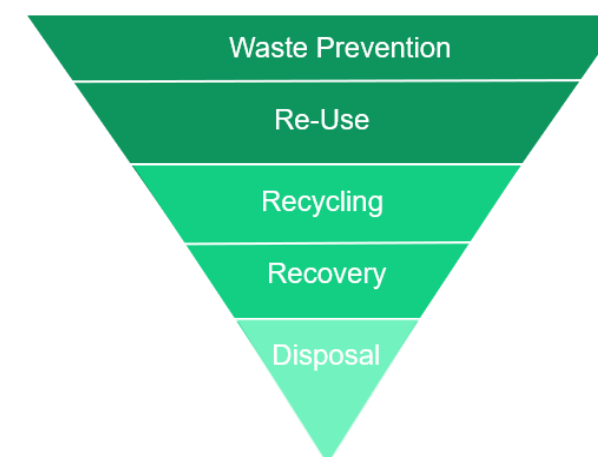 Waste Prevention
Re-Use
Recycling
Recovery
Disposal